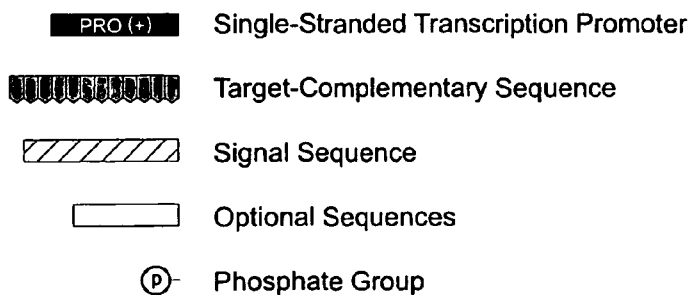 PRO (+) Single-Stranded Transcription Promoter
Target-Complementary Sequence
Signal Sequence
Optional Sequences
P Phosphate Group